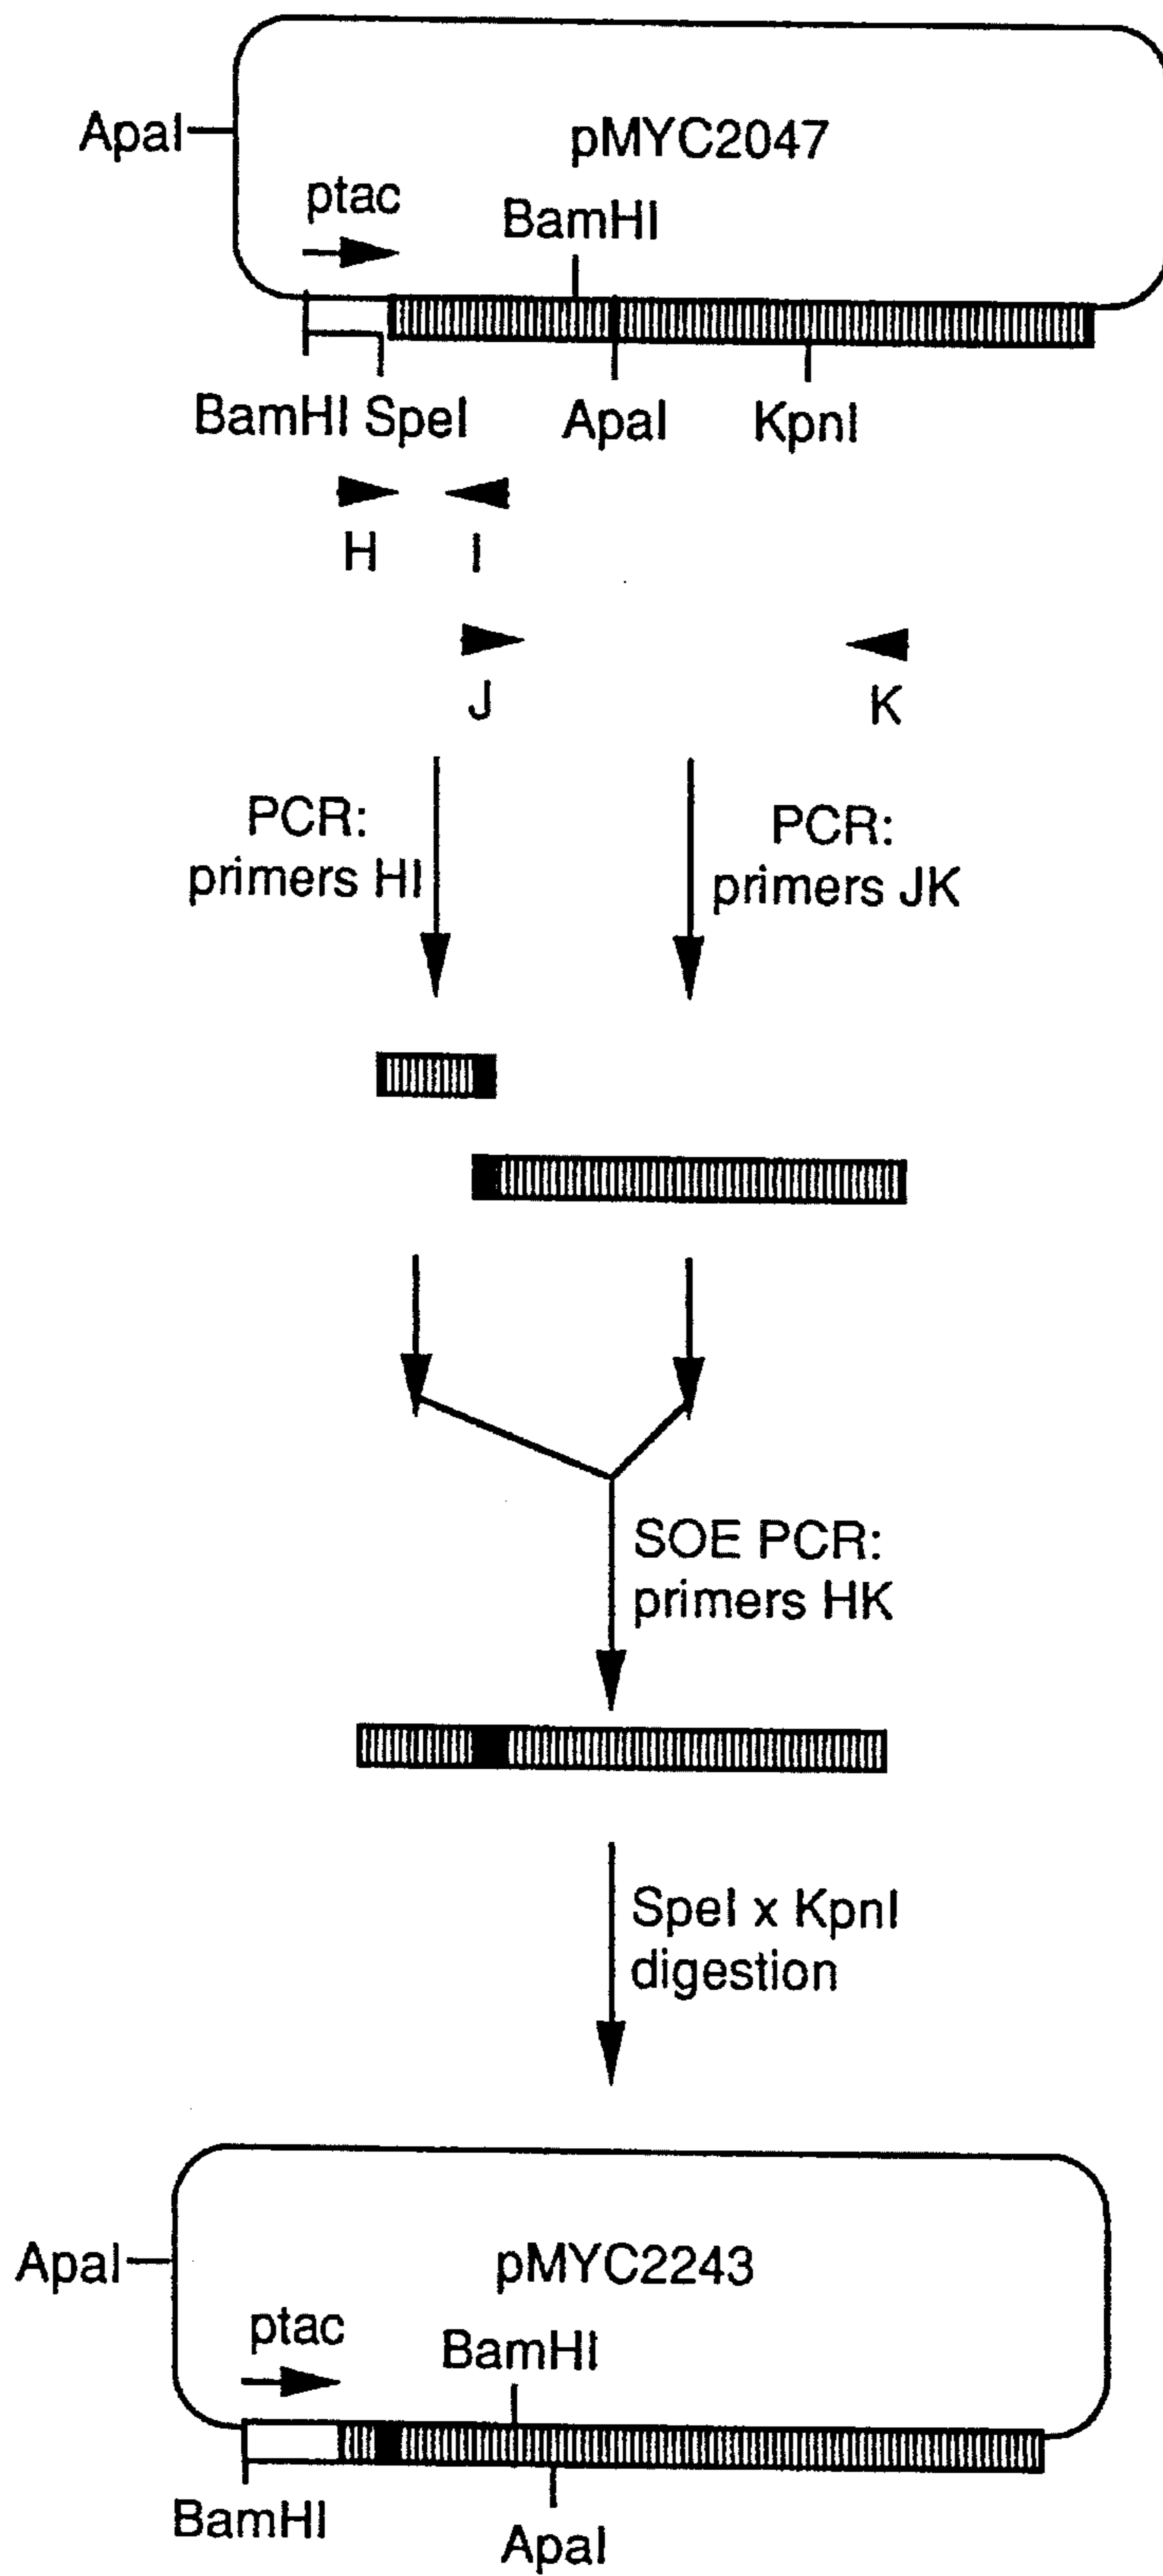 ApaI
pMYC2047
ptac
BamHI
BamHI SpeI
ApaI
KpnI
H
I
J
K
PCR:
primers HI
PCR:
primers JK
SOE PCR:
primers HK
SpeI x KpnI
digestion
ApaI
pMYC2243
ptac
BamHI
BamHI
ApaI